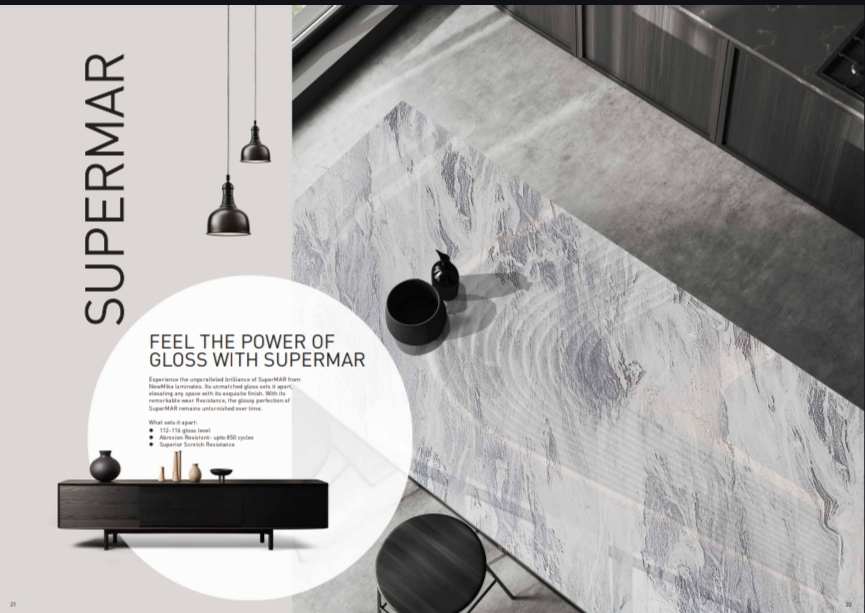 SUPERMAR
FEEL THE POWER OF
GLOSS WITH SUPERMAR
Experience the unparalleled brilliance of SuperMAR from
NewMika laminates. Its unmatched gloss sets it apart,
elevating any space with its exquisite finish. With its
remarkable wear Resistance, the glossy perfection of
SuperMAR remains untarnished over time.
What sets it apart:
● 112-116 gloss level
● Abrasion Resistant- upto 850 cycles
● Superior Scratch Resistance
21